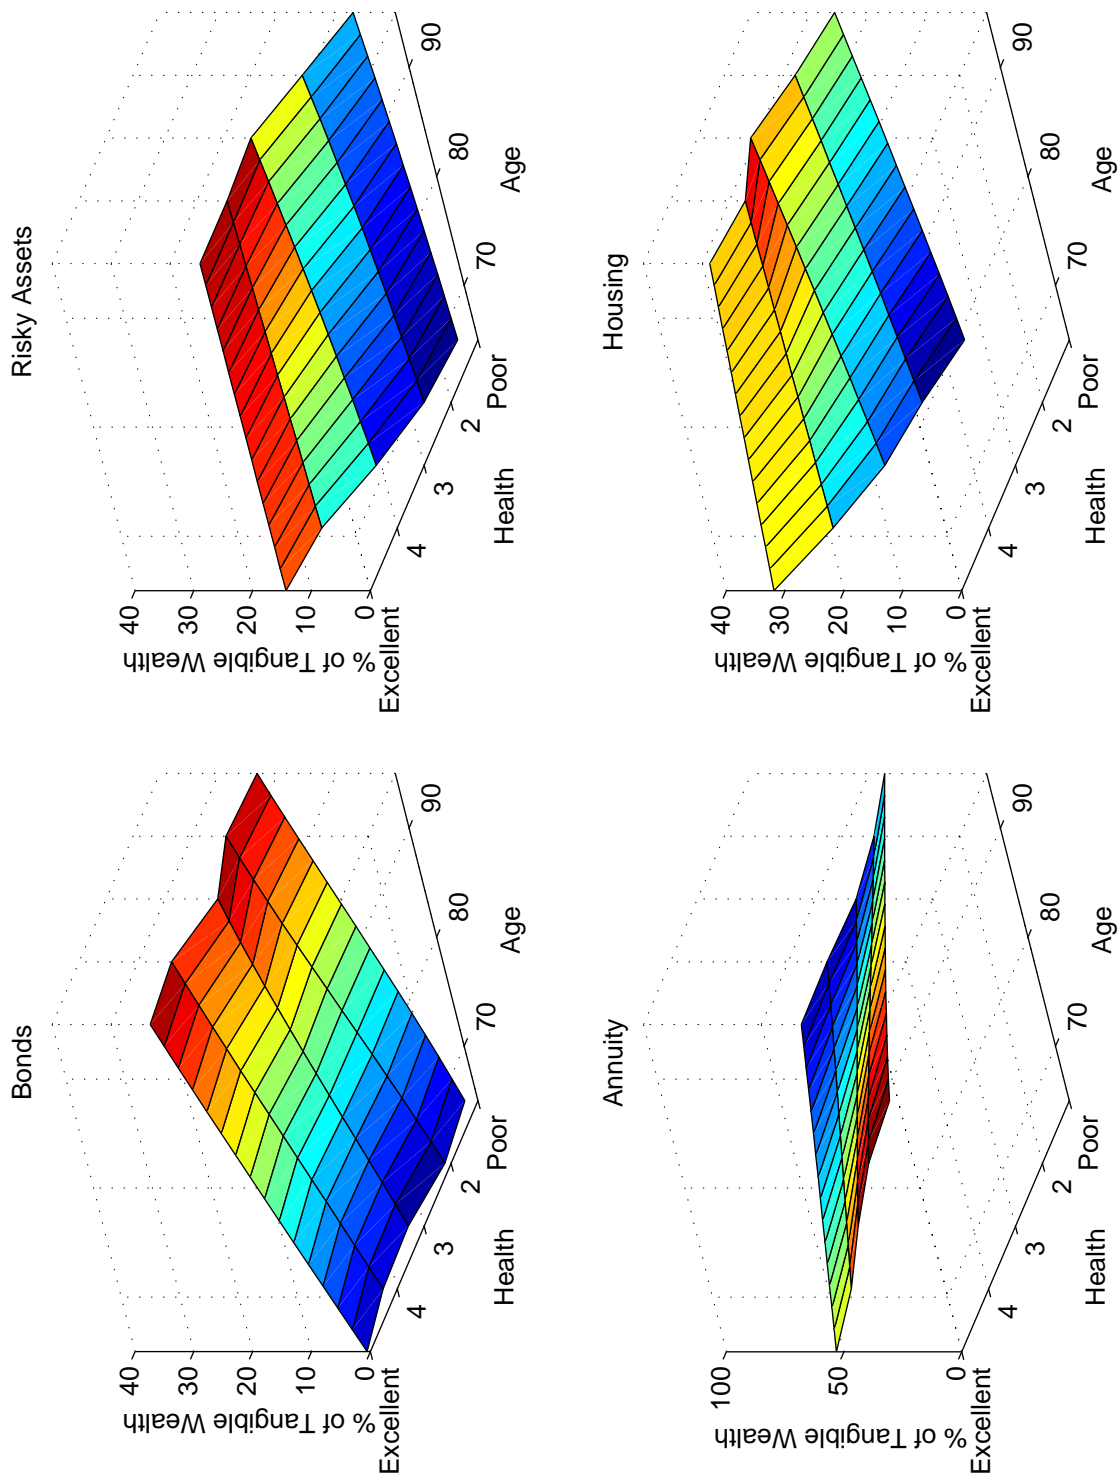 Bonds
% of Tangible Wealth
40
30
20
10
0
Excellent
4
3
2
Poor
Health
70
80
90
Age
Risky Assets
% of Tangible Wealth
40
30
20
10
0
Excellent
4
3
2
Poor
Health
70
80
90
Age
Annuity
% of Tangible Wealth
100
50
0
Excellent
4
3
2
Poor
Health
70
80
90
Age
Housing
% of Tangible Wealth
40
30
20
10
0
Excellent
4
3
2
Poor
Health
70
80
90
Age